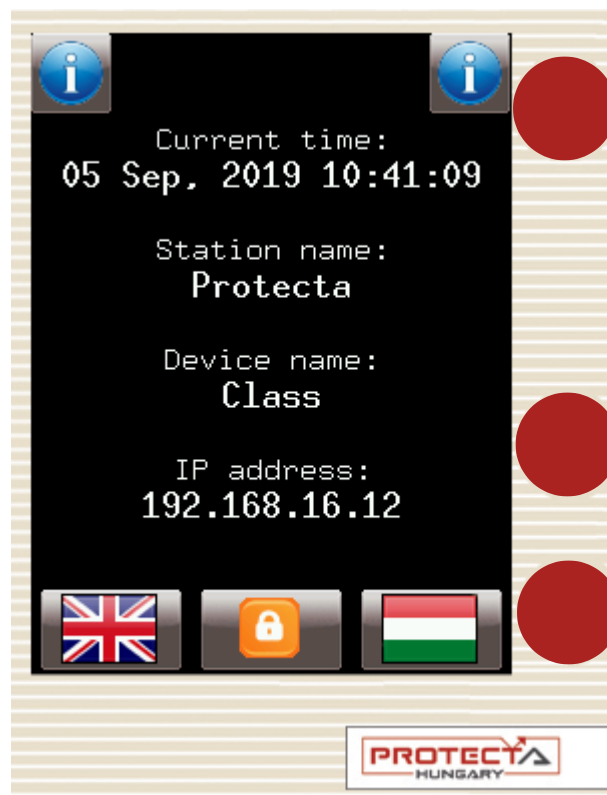 Current time:
05 Sep, 2019 10:41:09
Station name:
Protecta
Device name:
Class
IP address:
192.168.16.12
PROTECTA
HUNGARY